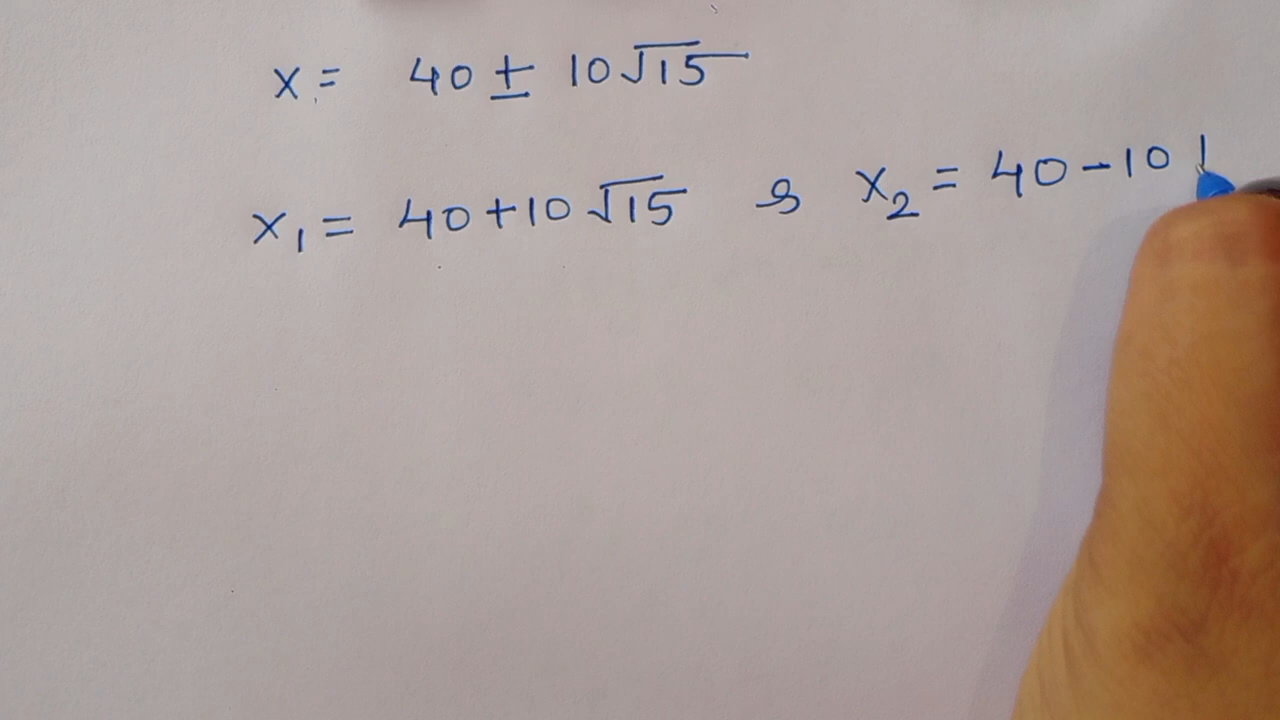 x = 40 ± 10√15
x₁ = 40+10√15 & x₂ = 40-10